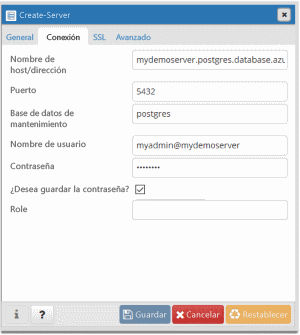 Create-Server
General Conexión SSL Avanzado
Nombre de
host/dirección
mydemoserver.postgres.database.azu
Puerto
5432
Base de datos de
mantenimiento
postgres
Nombre de usuario
myadmin@mydemoserver
Contraseña
••••••••
¿Desea guardar la contraseña?
Role
i ? Guardar Cancelar Restablecer